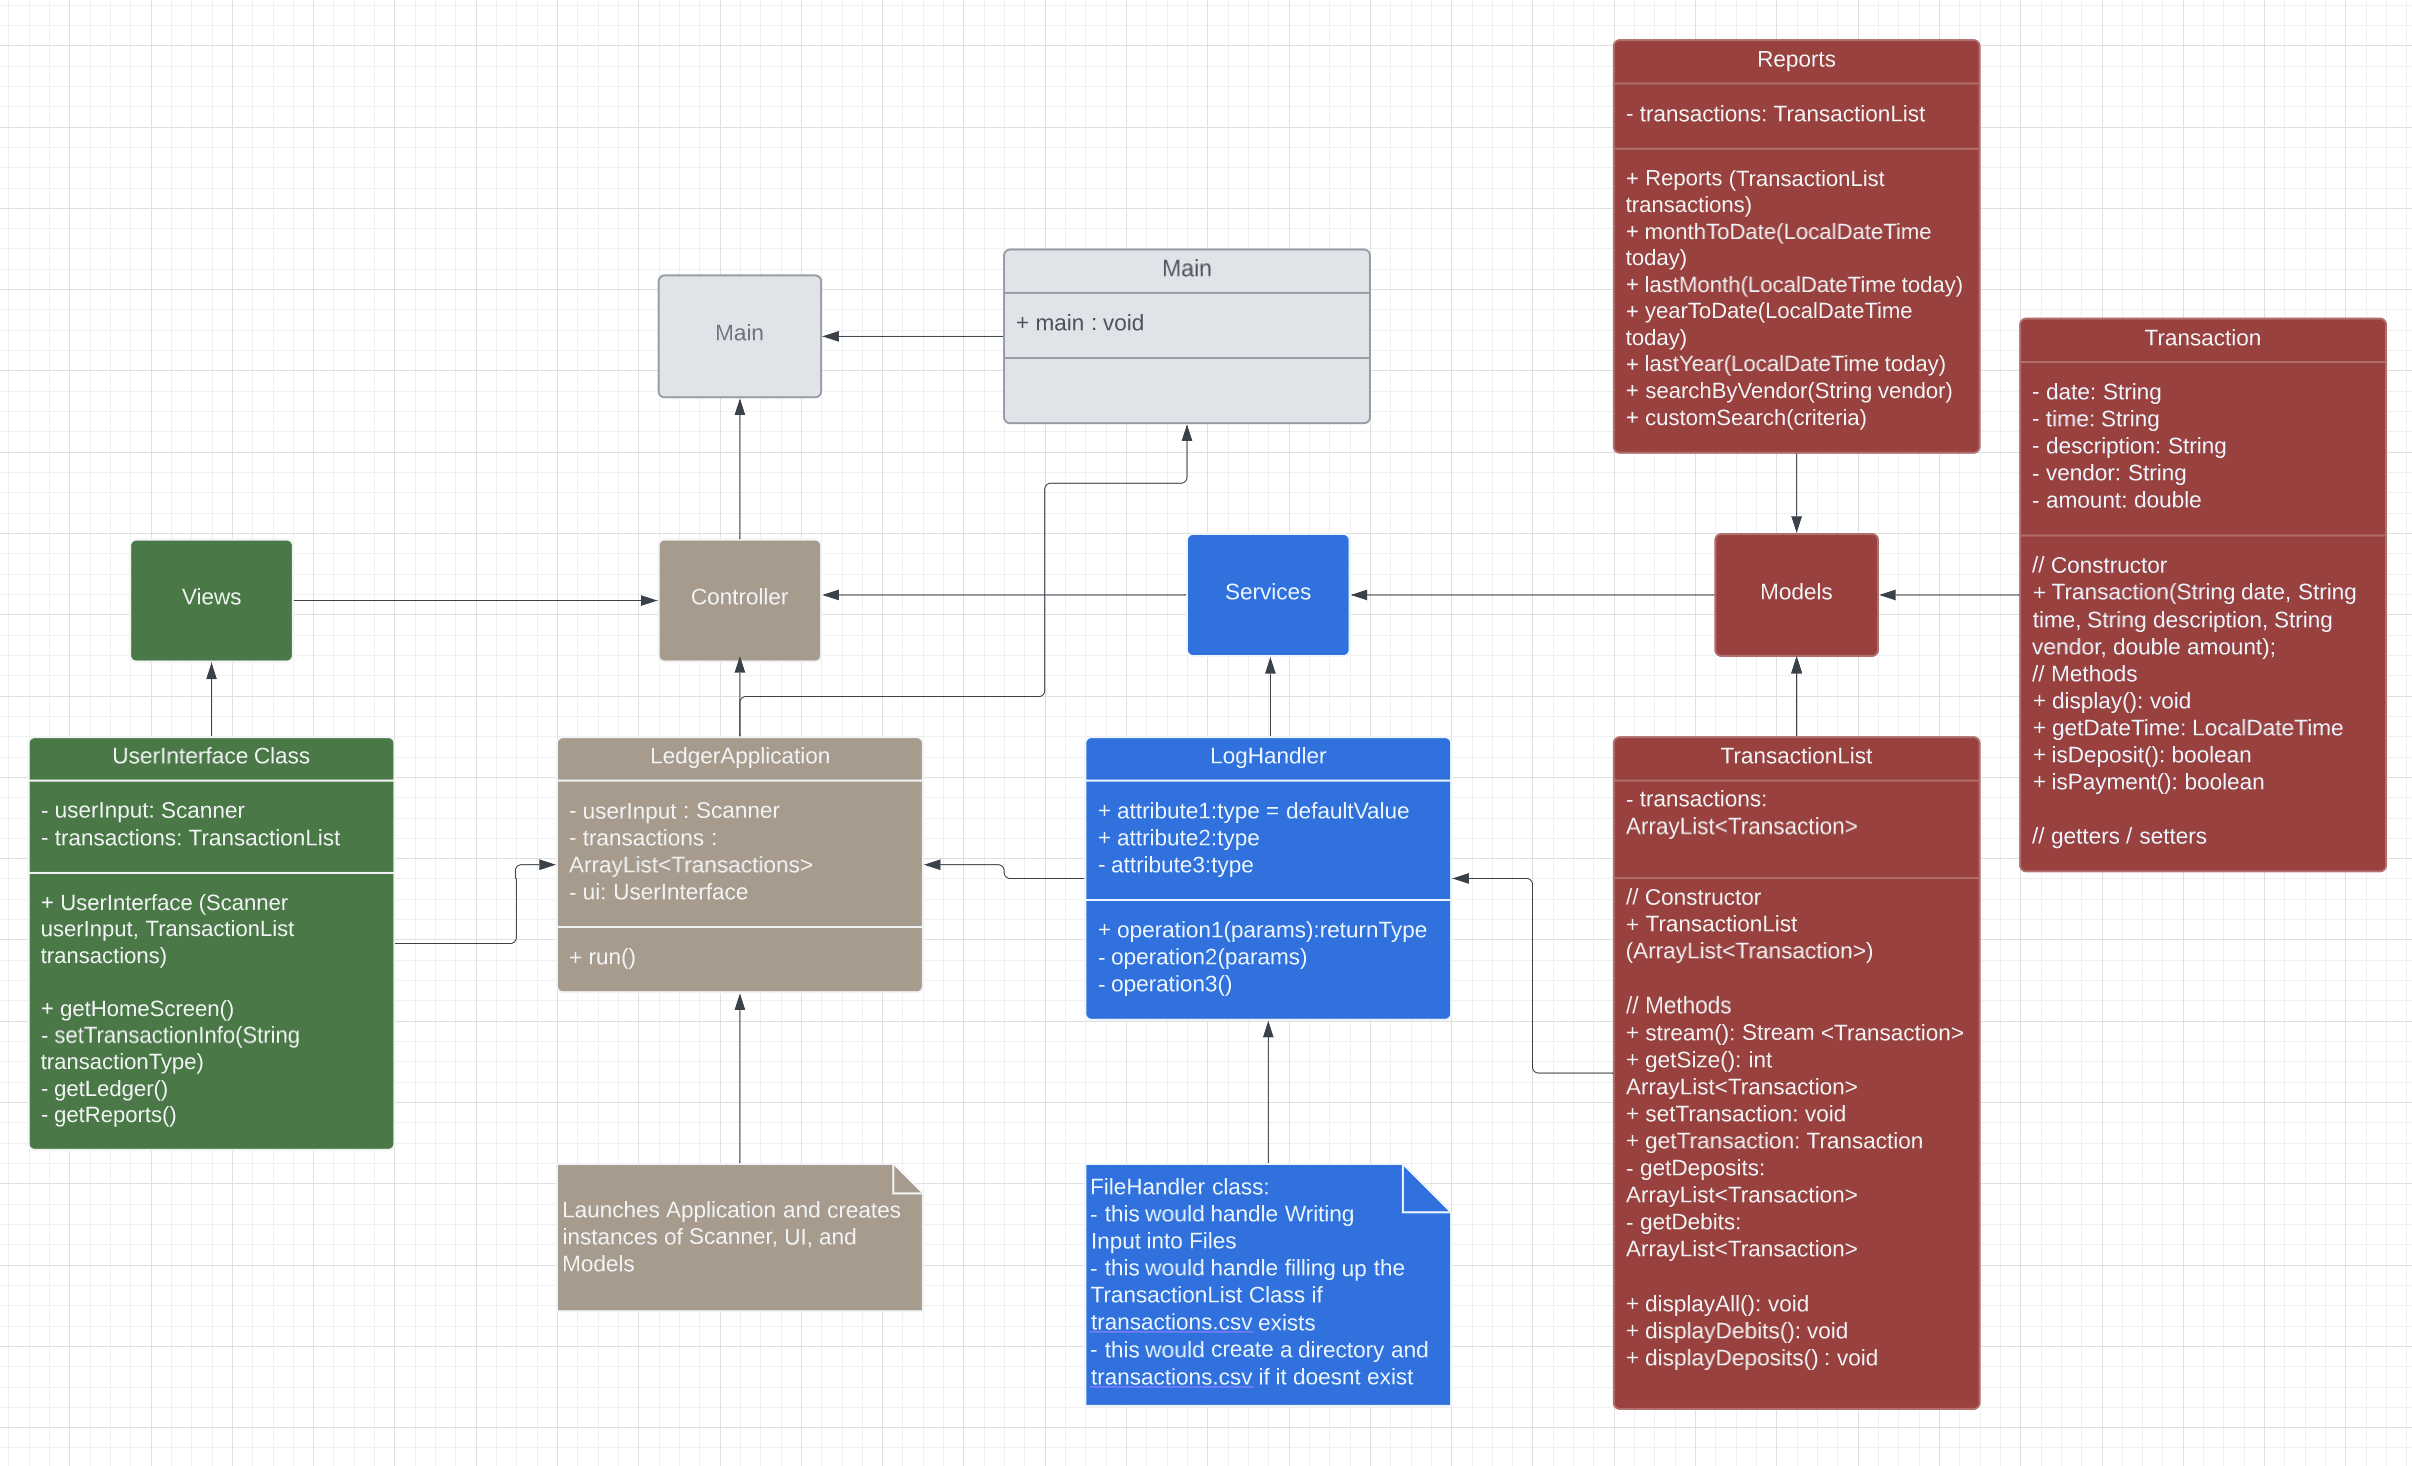 Reports
- transactions: TransactionList
+ Reports (TransactionList
transactions)
+ monthToDate(LocalDateTime
today)
+ lastMonth(LocalDateTime today)
+ yearToDate(LocalDateTime
today)
+ lastYear(LocalDateTime today)
+ searchByVendor(String vendor)
+ customSearch(criteria)
Main
Main
+ main : void
Transaction
- date: String
- time: String
- description: String
- vendor: String
- amount: double
// Constructor
+ Transaction(String date, String
time, String description, String
vendor, double amount);
// Methods
+ display(): void
+ getDateTime: LocalDateTime
+ isDeposit(): boolean
+ isPayment(): boolean
// getters / setters
Views
Controller
Services
Models
UserInterface Class
- userInput: Scanner
- transactions: TransactionList
+ UserInterface (Scanner
userInput, TransactionList
transactions)
+ getHomeScreen()
- setTransactionInfo(String
transactionType)
- getLedger()
- getReports()
LedgerApplication
- userInput : Scanner
- transactions :
ArrayList<Transactions>
- ui: UserInterface
+ run()
LogHandler
+ attribute1:type = defaultValue
+ attribute2:type
- attribute3:type
+ operation1(params):returnType
- operation2(params)
- operation3()
TransactionList
- transactions:
ArrayList<Transaction>
// Constructor
+ TransactionList
(ArrayList<Transaction>)
// Methods
+ stream(): Stream <Transaction>
+ getSize(): int
ArrayList<Transaction>
+ setTransaction: void
+ getTransaction: Transaction
- getDeposits:
ArrayList<Transaction>
- getDebits:
ArrayList<Transaction>
+ displayAll(): void
+ displayDebits(): void
+ displayDeposits() : void
Launches Application and creates
instances of Scanner, UI, and
Models
FileHandler class:
- this would handle Writing
Input into Files
- this would handle filling up the
TransactionList Class if
transactions.csv exists
- this would create a directory and
transactions.csv if it doesnt exist